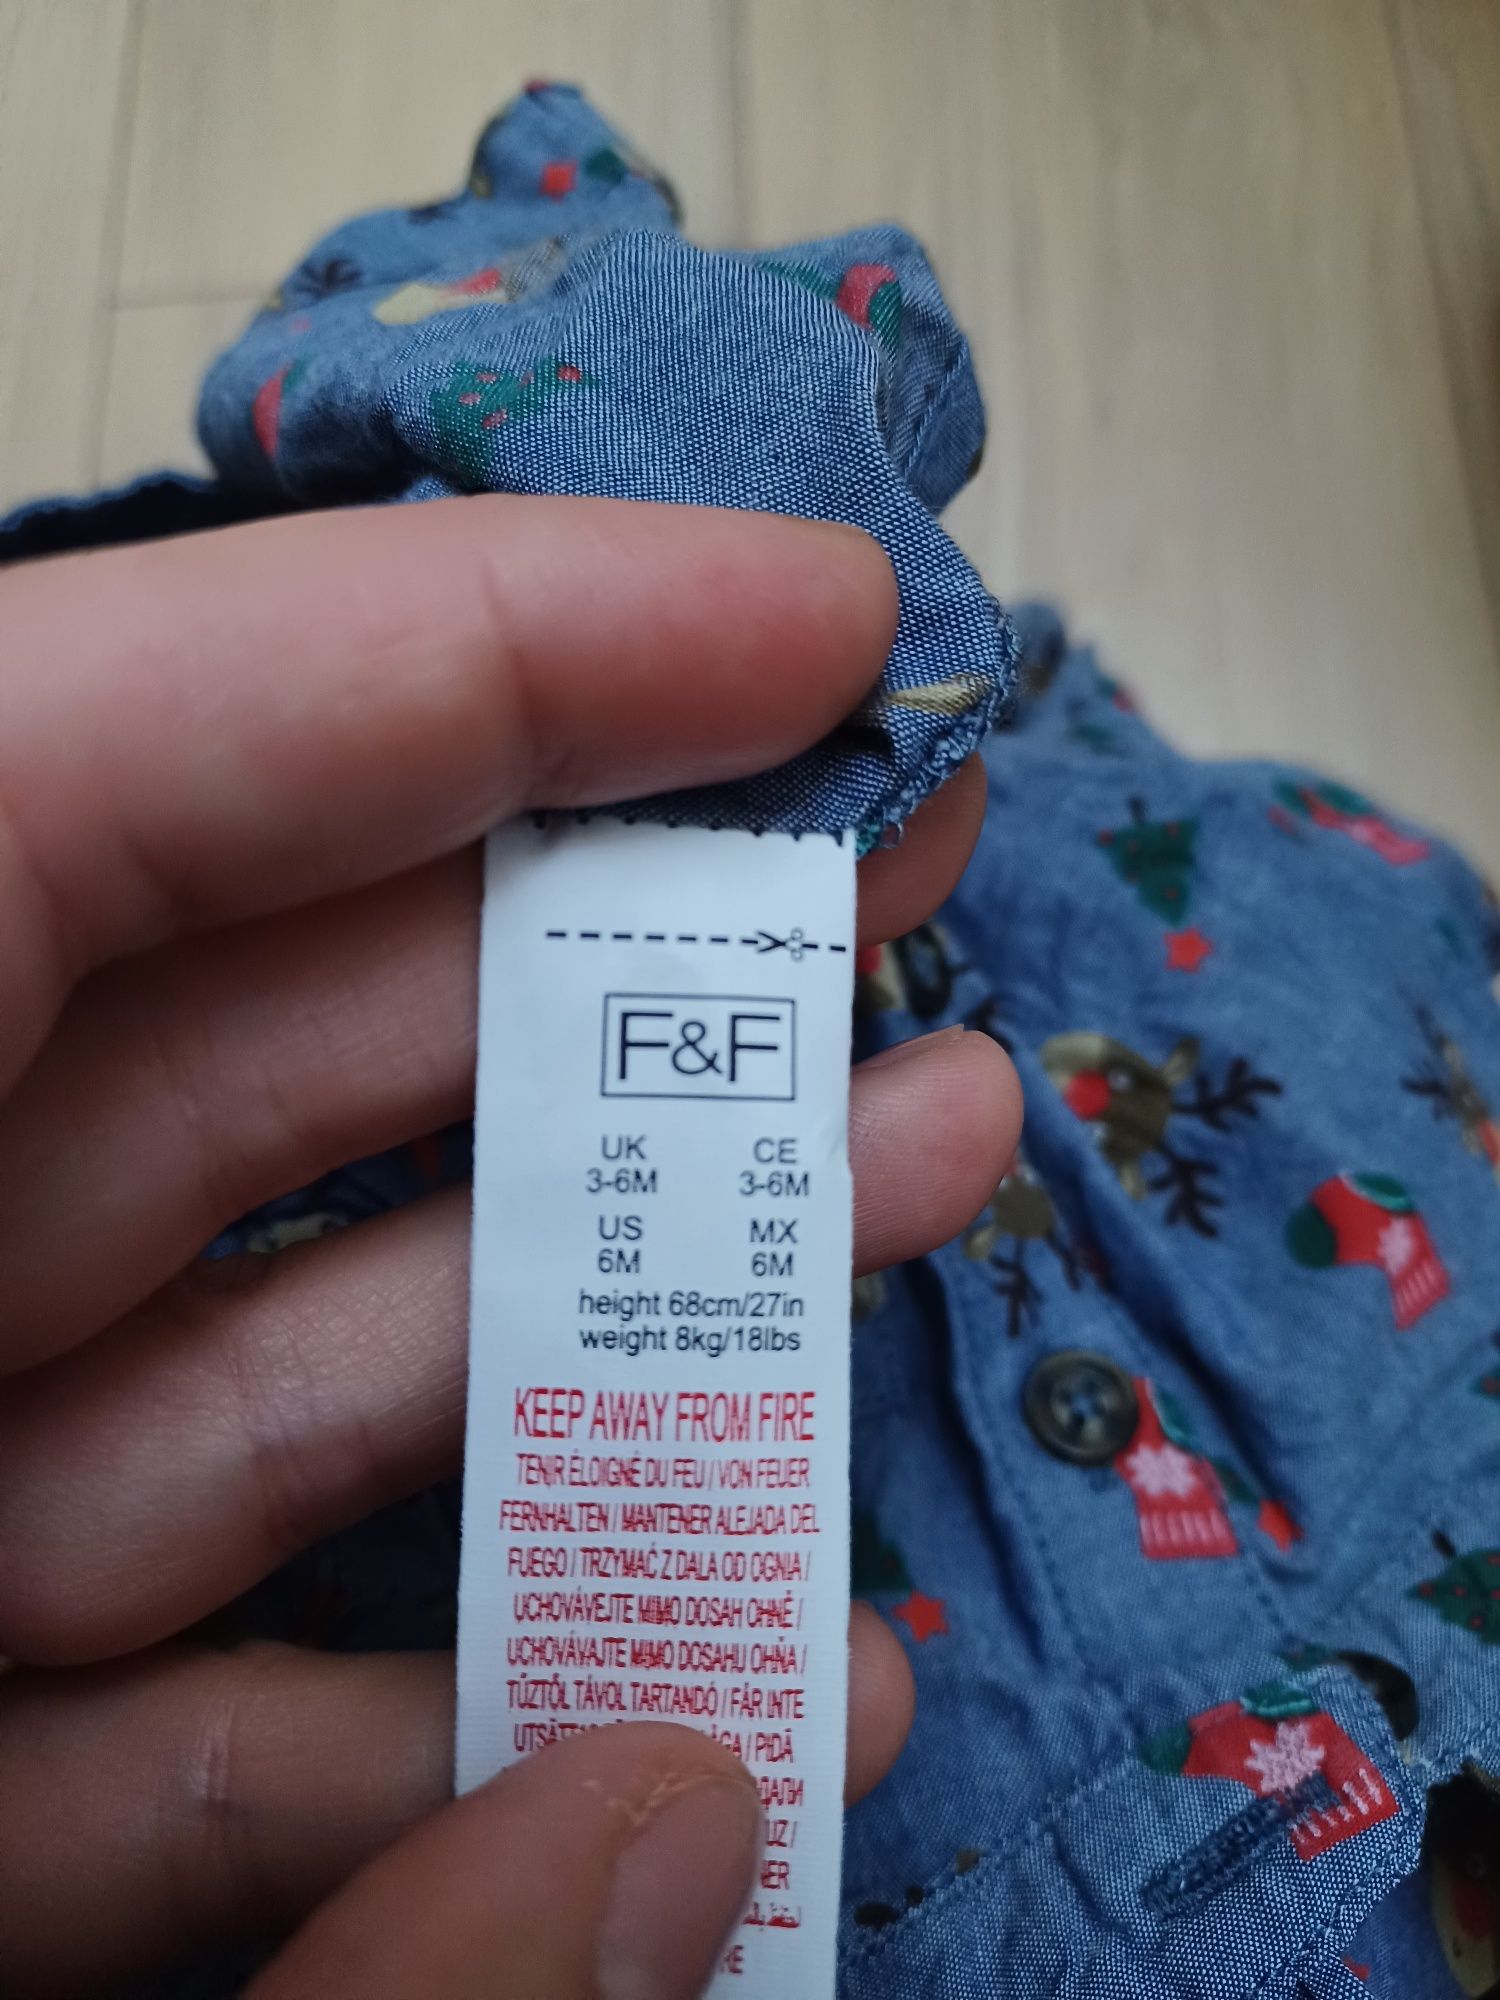 F&F
UK CE
3-6M 3-6M
US MX
6M 6M
height 68cm/27in
weight 8kg/18lbs
KEEP AWAY FROM FIRE
TENIR ÉLOIGNÉ DU FEU / VON FEUER
FERNHALTEN / MANTENER ALEJADA DEL
FUEGO / TRZYMAĆ Z DALA OD OGNIA /
UCHOVÁVEJTE MIMO DOSAH OHNĚ /
UCHOVÁVAJTE MIMO DOSAHU OHŇA /
TŰZTŐL TÁVOL TARTANDÓ / FÅR INTE
/